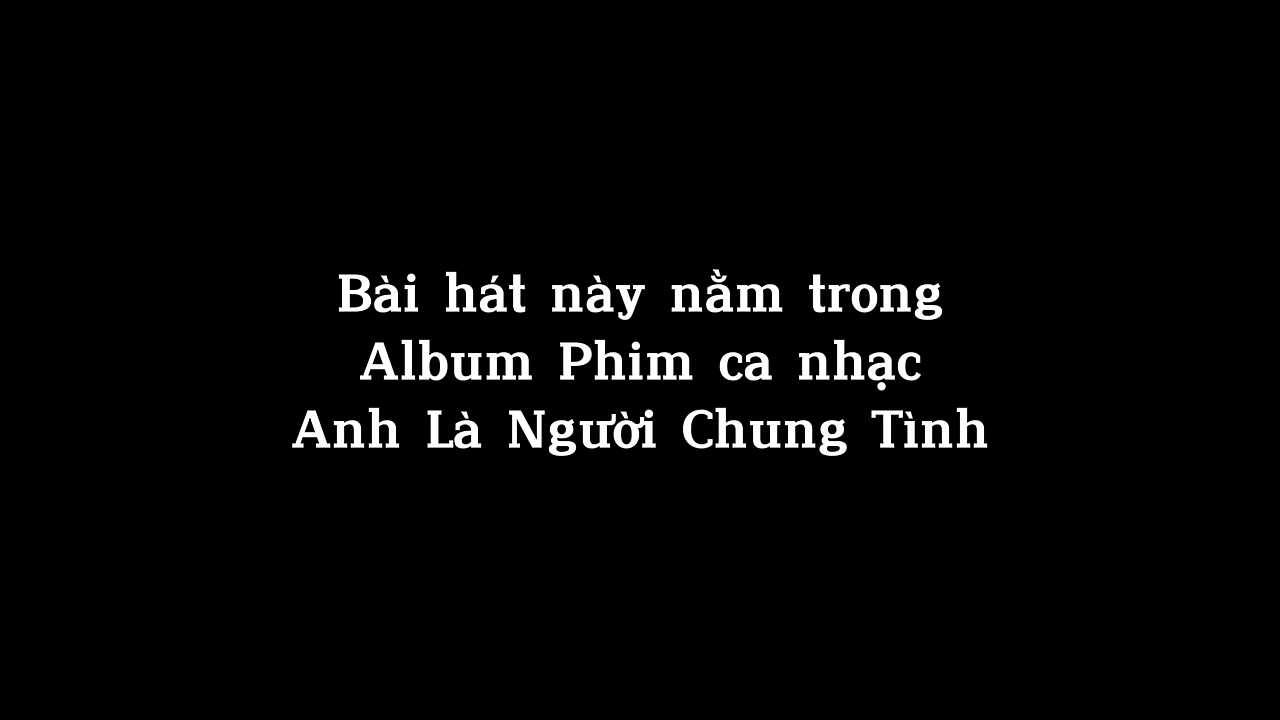 Bài hát này nằm trong
Album Phim ca nhạc
Anh Là Người Chung Tình